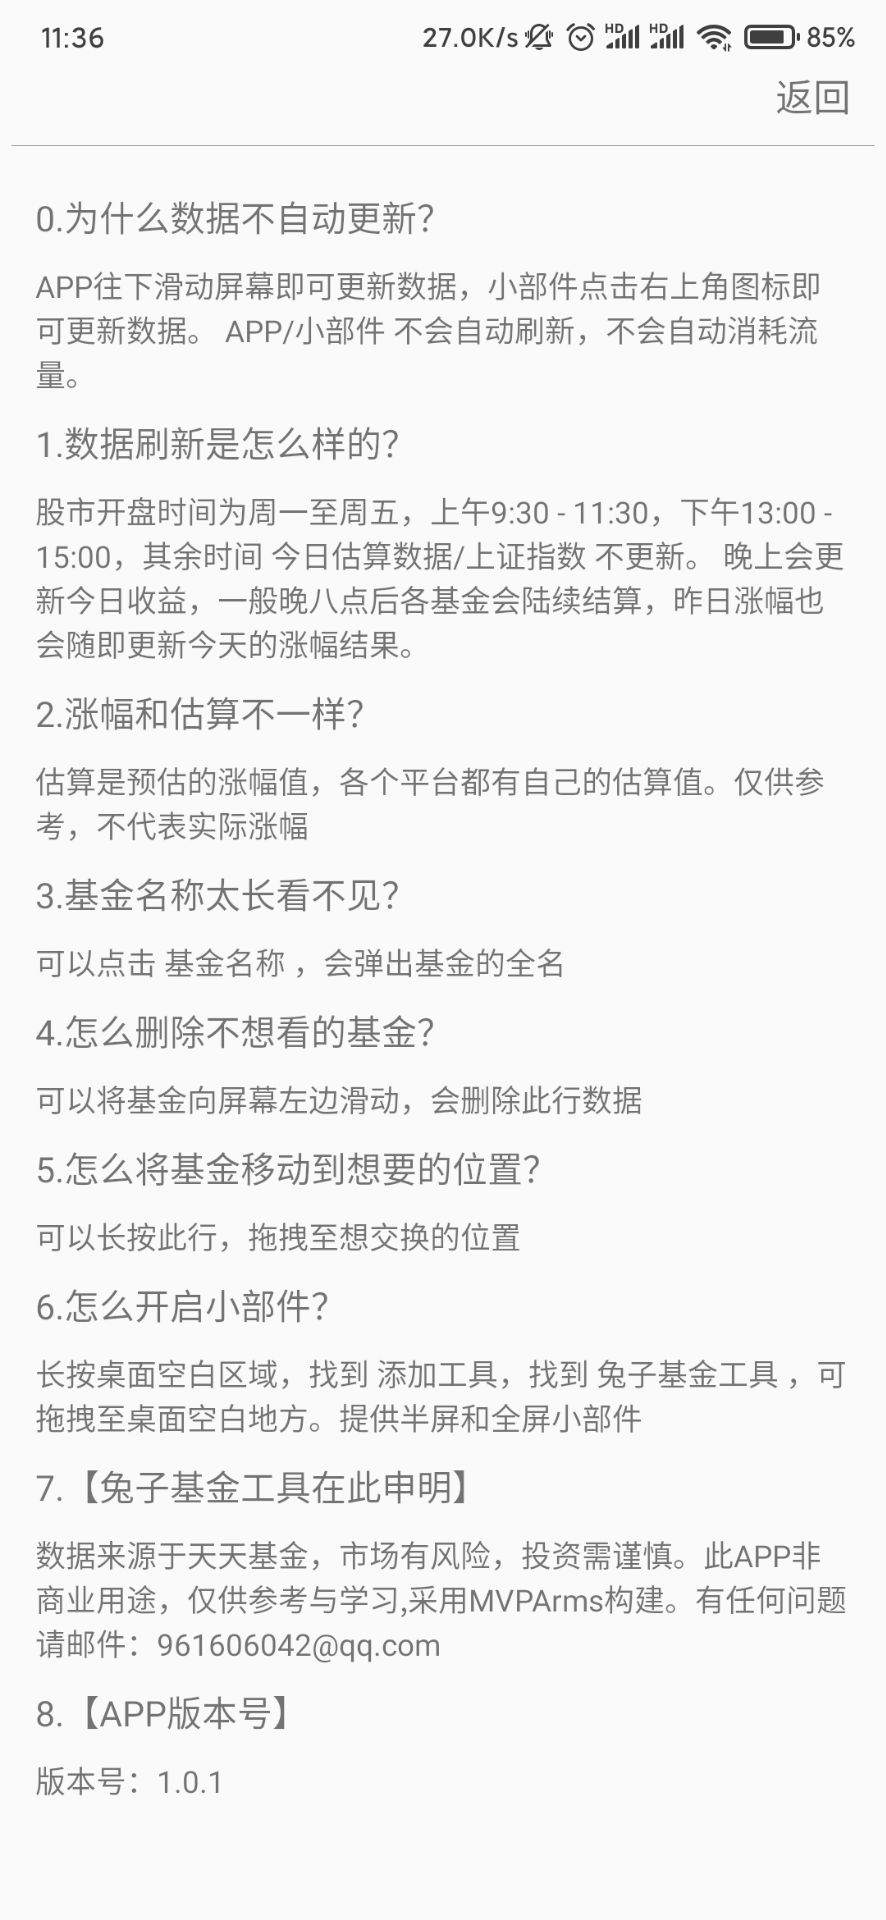 11:36
27.0K/s
HD
HD
85%
返回
0.为什么数据不自动更新?
APP往下滑动屏幕即可更新数据，小部件点击右上角图标即
可更新数据。 APP/小部件 不会自动刷新，不会自动消耗流
量。
1.数据刷新是怎么样的?
股市开盘时间为周一至周五，上午9:30 - 11:30，下午13:00 -
15:00，其余时间 今日估算数据/上证指数 不更新。 晚上会更
新今日收益，一般晚八点后各基金会陆续结算，昨日涨幅也
会随即更新今天的涨幅结果。
2.涨幅和估算不一样?
估算是预估的涨幅值，各个平台都有自己的估算值。仅供参
考，不代表实际涨幅
3.基金名称太长看不见?
可以点击 基金名称 ，会弹出基金的全名
4.怎么删除不想看的基金?
可以将基金向屏幕左边滑动，会删除此行数据
5.怎么将基金移动到想要的位置?
可以长按此行，拖拽至想交换的位置
6.怎么开启小部件?
长按桌面空白区域，找到 添加工具，找到 兔子基金工具 ，可
拖拽至桌面空白地方。提供半屏和全屏小部件
7.【兔子基金工具在此申明】
数据来源于天天基金，市场有风险，投资需谨慎。此APP非
商业用途，仅供参考与学习,采用MVPArms构建。有任何问题
请邮件：961606042@qq.com
8.【APP版本号】
版本号：1.0.1